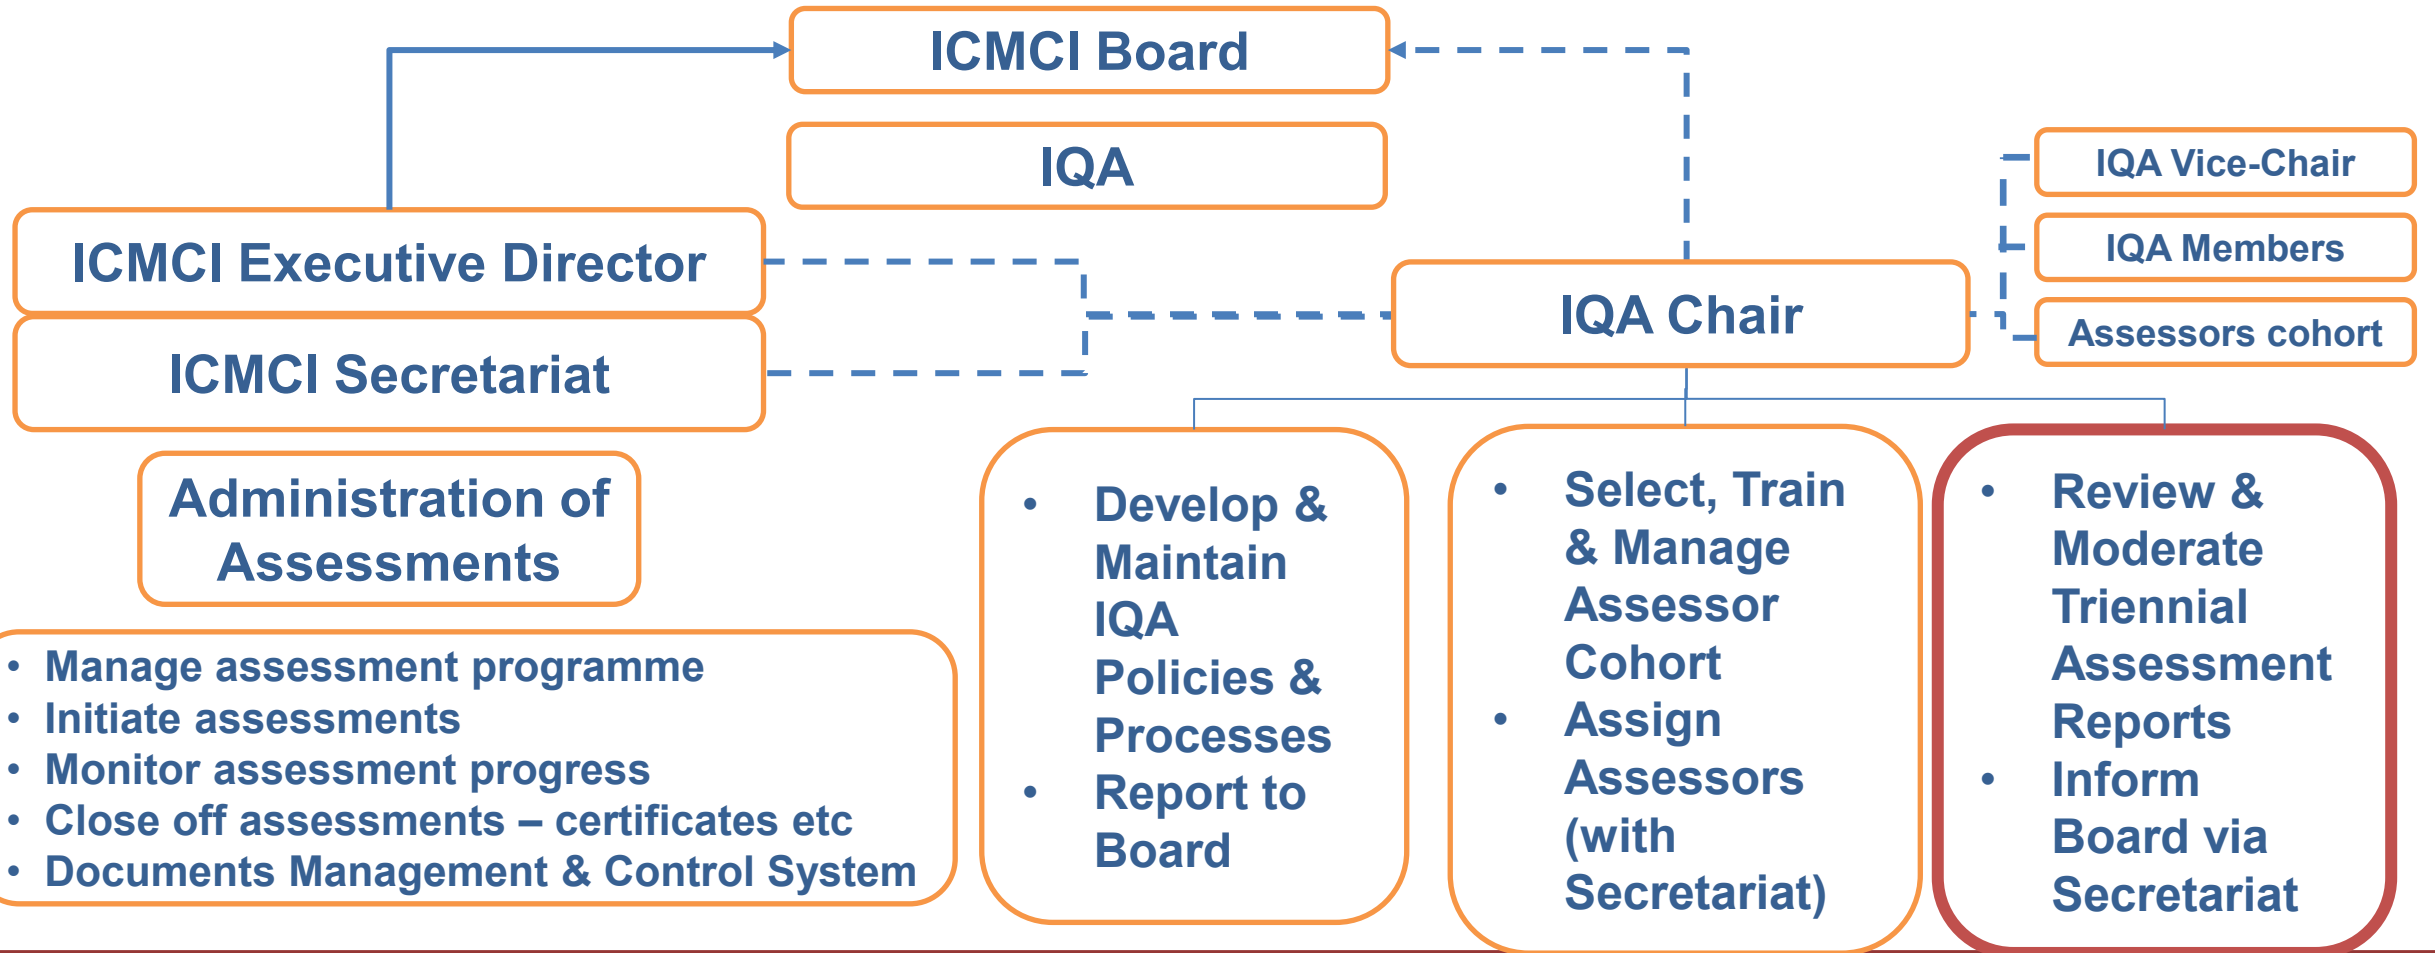 ICMCI Board
IQA
IQA Vice-Chair
IQA Members
Assessors cohort
ICMCI Executive Director
ICMCI Secretariat
IQA Chair
Administration of
Assessments
• Manage assessment programme
• Initiate assessments
• Monitor assessment progress
• Close off assessments – certificates etc
• Documents Management & Control System
• Develop &
Maintain
IQA
Policies &
Processes
• Report to
Board
• Select, Train
& Manage
Assessor
Cohort
• Assign
Assessors
(with
Secretariat)
• Review &
Moderate
Triennial
Assessment
Reports
• Inform
Board via
Secretariat